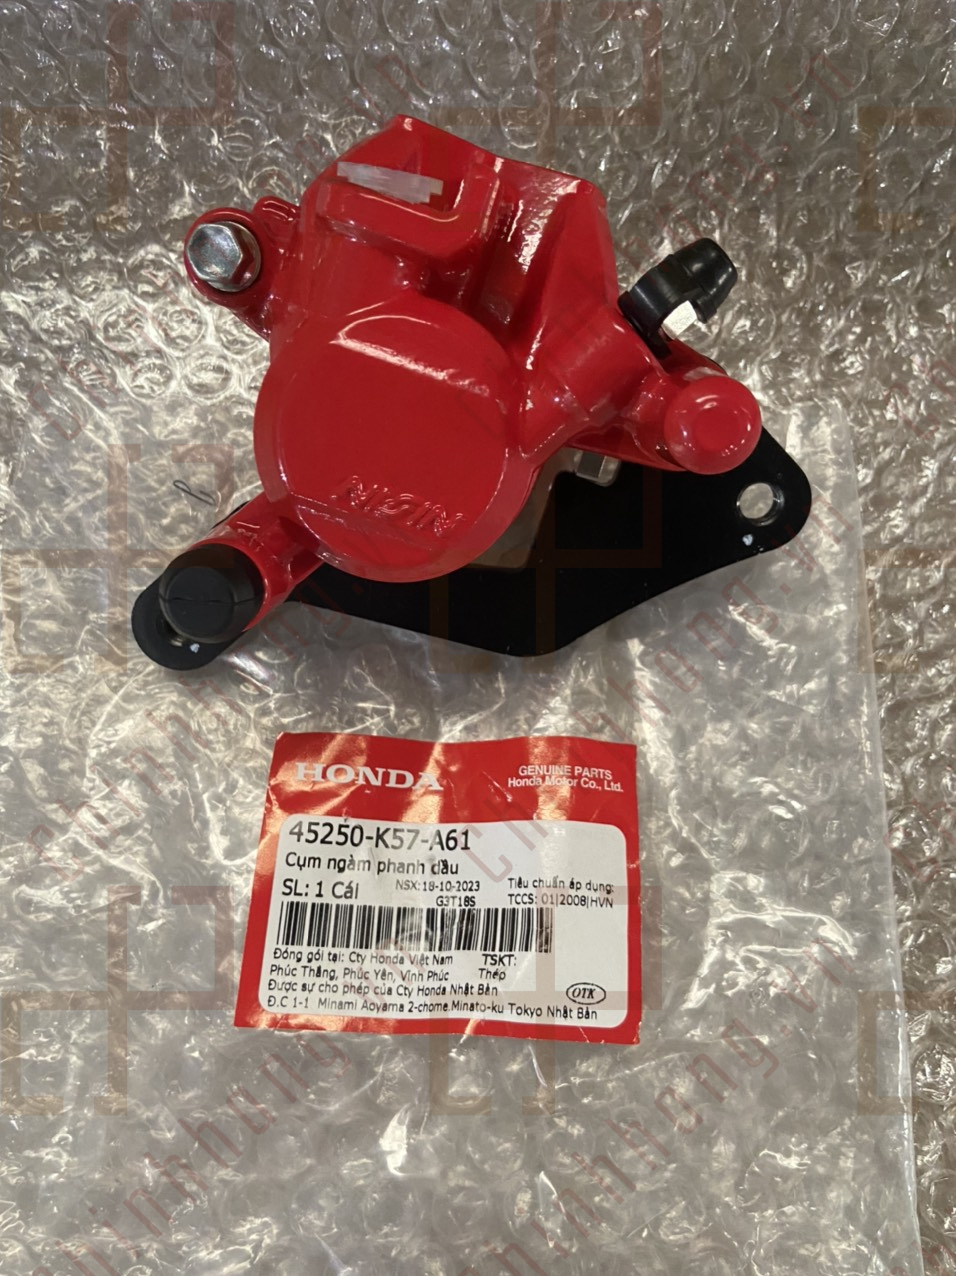 NISSIN
HONDA
GENUINE PARTS
Honda Motor Co., Ltd.
45250-K57-A61
Cụm ngàm phanh dầu
SL: 1 Cái NSX:18-10-2023 Tiêu chuẩn áp dụng:
G3T18S TCCS: 01|2008|HVN
Đóng gói tại: Cty Honda Việt Nam TSKT:
Phúc Thắng, Phúc Yên, Vĩnh Phúc Thép
Được sự cho phép của Cty Honda Nhật Bản
Đ.C 1-1 Minami Aoyama 2-chome.Minato-ku Tokyo Nhật Bản
OTK
chinhhang.vn